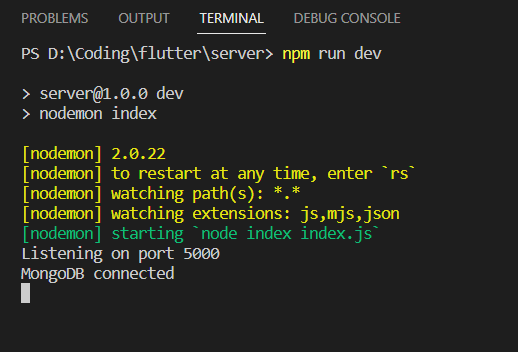 PROBLEMS OUTPUT TERMINAL DEBUG CONSOLE
PS D:\Coding\flutter\server> npm run dev
> server@1.0.0 dev
> nodemon index
[nodemon] 2.0.22
[nodemon] to restart at any time, enter `rs`
[nodemon] watching path(s): *.*
[nodemon] watching extensions: js,mjs,json
[nodemon] starting `node index index.js`
Listening on port 5000
MongoDB connected